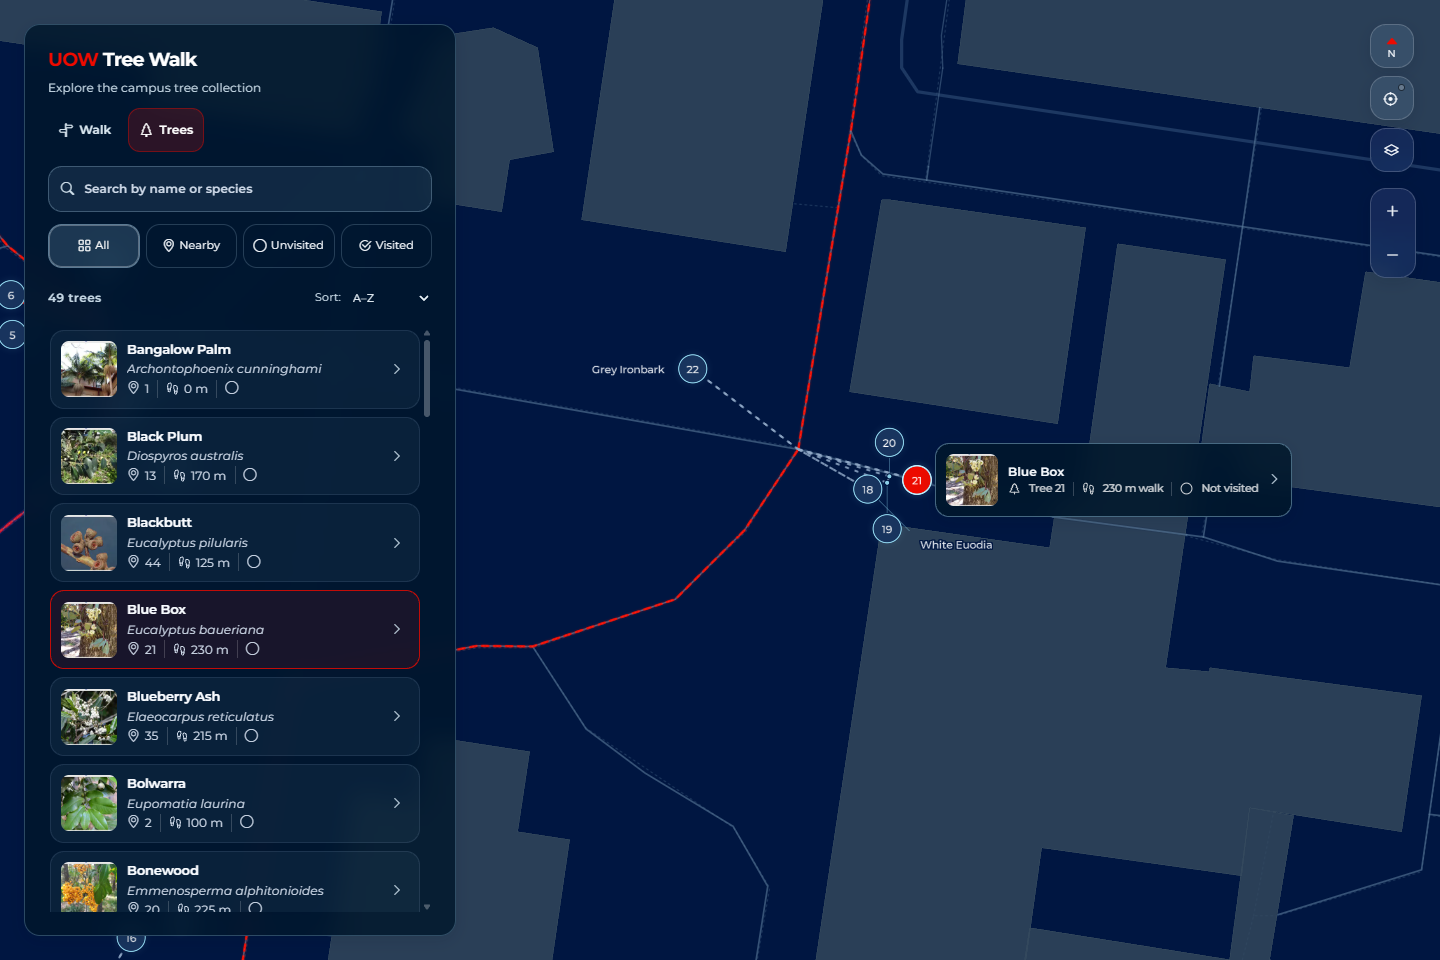 UOW Tree Walk
Explore the campus tree collection
Walk
Trees
Search by name or species
All
Nearby
Unvisited
Visited
49 trees
Sort: A–Z
Bangalow Palm
Archontophoenix cunninghami
1
0 m
Black Plum
Diospyros australis
13
170 m
Blackbutt
Eucalyptus pilularis
44
125 m
Blue Box
Eucalyptus baueriana
21
230 m
Blueberry Ash
Elaeocarpus reticulatus
35
215 m
Bolwarra
Eupomatia laurina
2
100 m
Bonewood
Emmenosperma alphitonioides
20
225 m
6
5
16
Grey Ironbark
22
20
18
21
19
White Euodia
Blue Box
Tree 21
230 m walk
Not visited
N
+
−